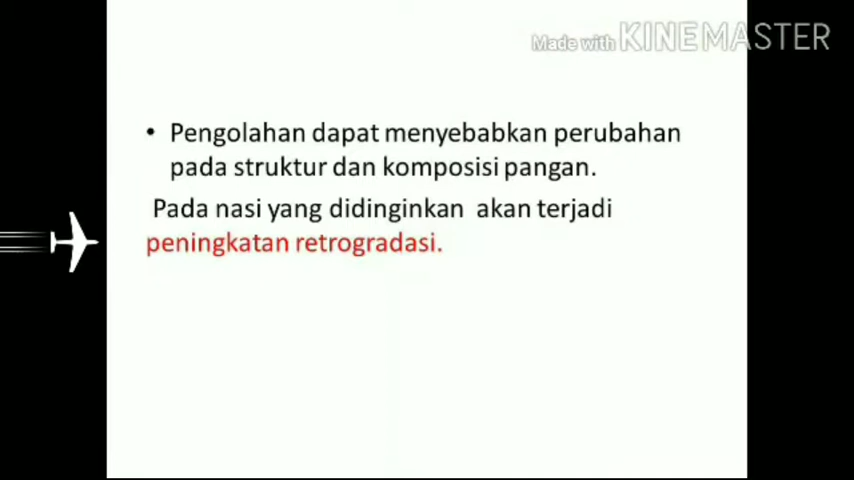 Made with KINEMASTER
• Pengolahan dapat menyebabkan perubahan
pada struktur dan komposisi pangan.
Pada nasi yang didinginkan akan terjadi
peningkatan retrogradasi.